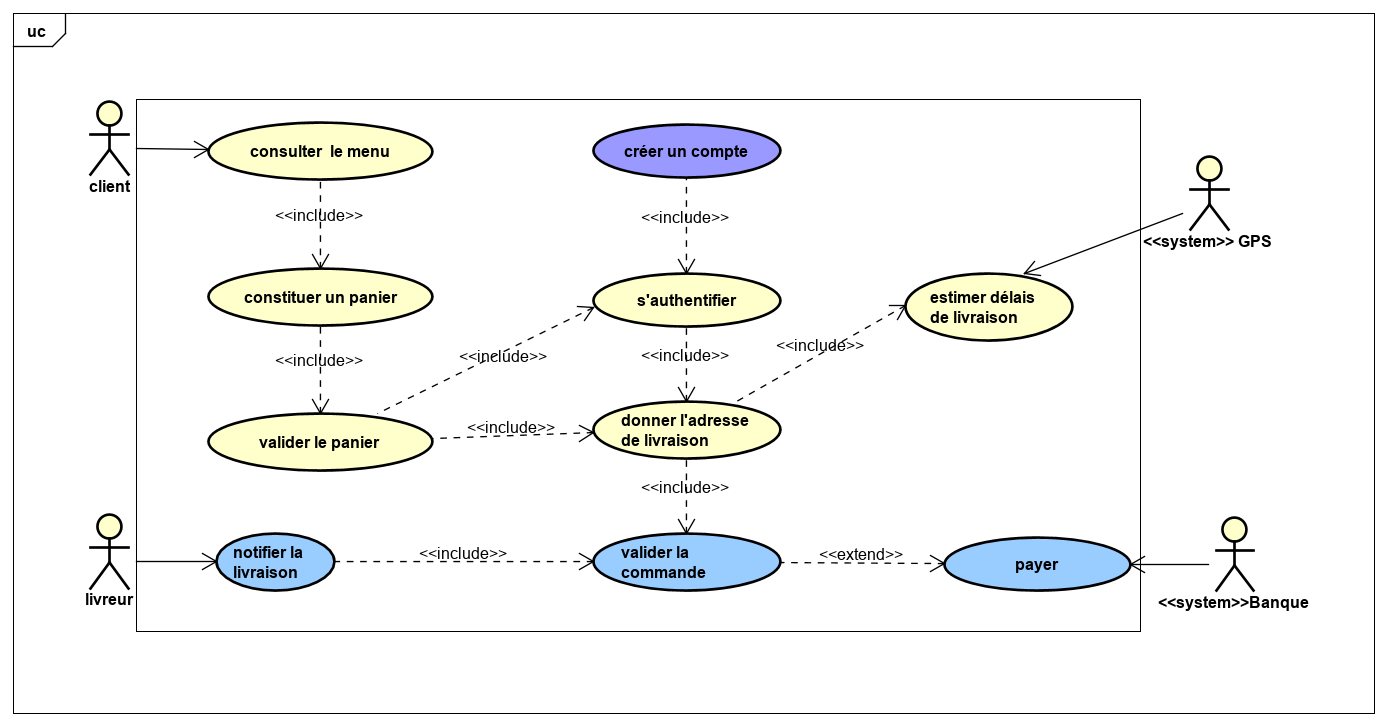 uc
client
consulter  le menu
créer un compte
<<include>>
<<include>>
<<system>> GPS
constituer un panier
s'authentifier
estimer délais
de livraison
<<include>>
<<include>>
<<include>>
<<include>>
valider le panier
<<include>>
donner l'adresse
de livraison
<<include>>
livreur
notifier la
livraison
<<include>>
valider la
commande
<<extend>>
payer
<<system>>Banque